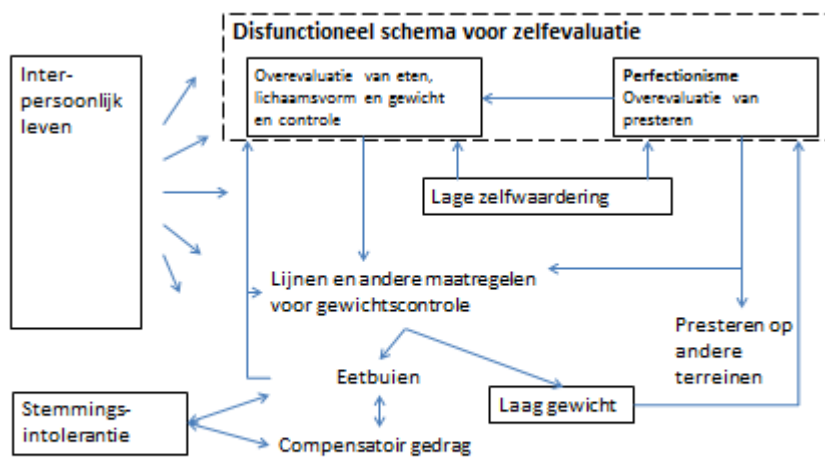 Disfunctioneel schema voor zelfevaluatie
Inter-
persoonlijk
leven
Overevaluatie van eten,
lichaamsvorm en gewicht
en controle
Perfectionisme
Overevaluatie van
presteren
Lage zelfwaardering
Lijnen en andere maatregelen
voor gewichtscontrole
Presteren op
andere
terreinen
Eetbuien
Laag gewicht
Stemmings-
intolerantie
Compensatoir gedrag